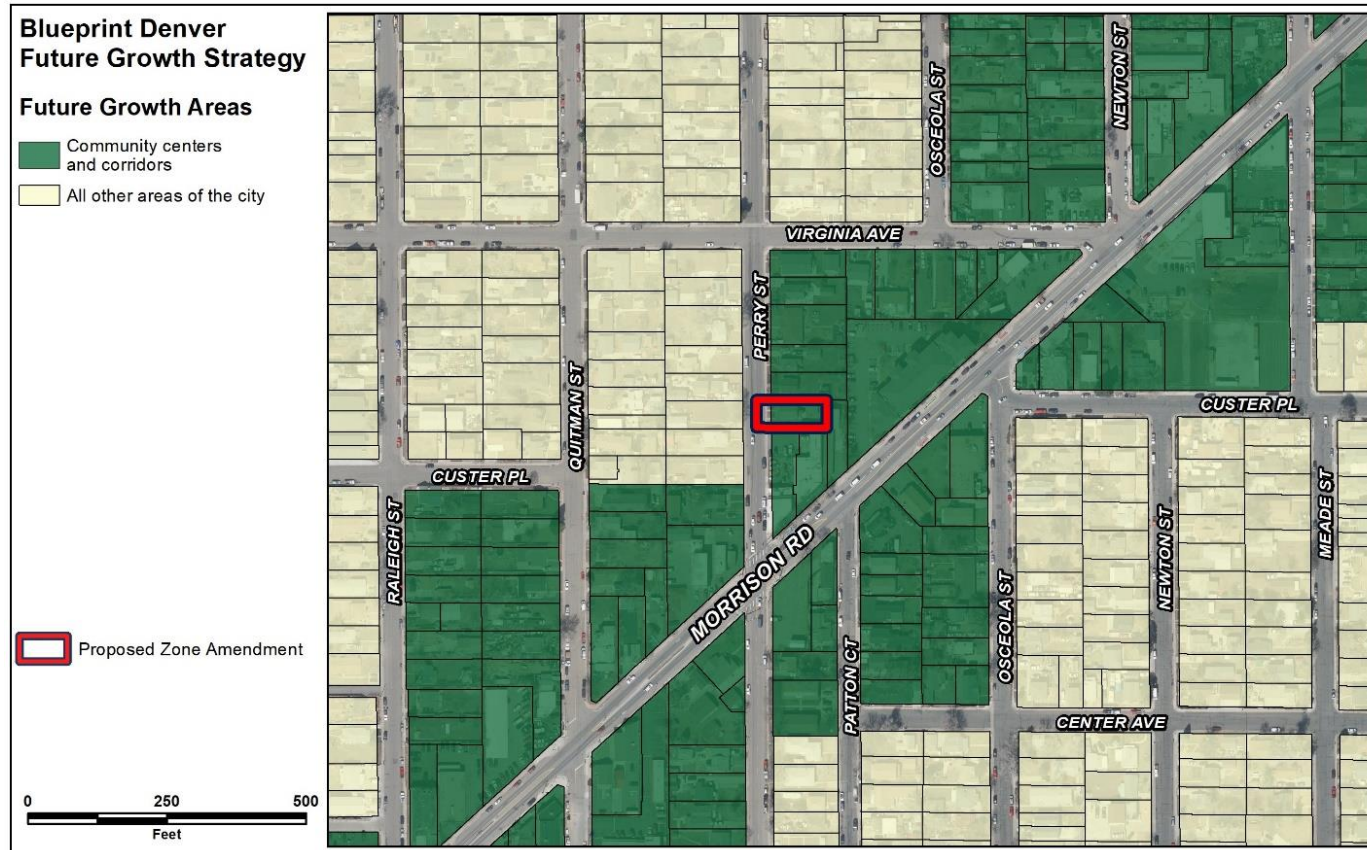 Blueprint Denver
Future Growth Strategy
Future Growth Areas
Community centers
and corridors
All other areas of the city
Proposed Zone Amendment
0 250 500
Feet
OSCEOLA ST
NEWTON ST
VIRGINIA AVE
PERRY ST
QUITMAN ST
CUSTER PL
CUSTER PL
RALEIGH ST
MORRISON RD
PATTON CT
OSCEOLA ST
NEWTON ST
MEADE ST
CENTER AVE